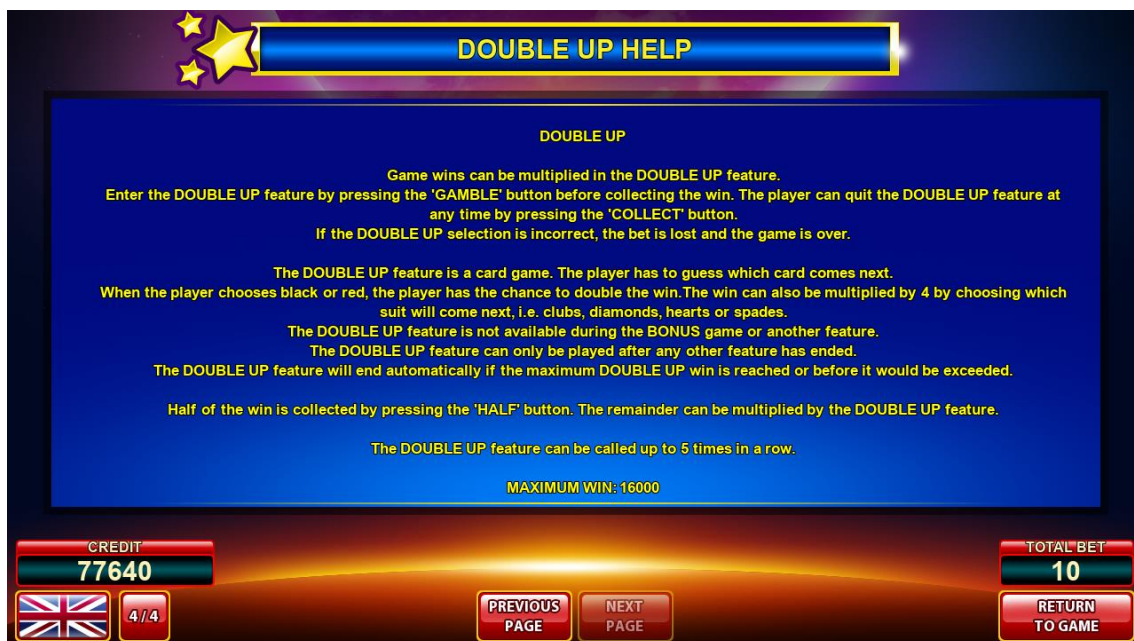 DOUBLE UP HELP
DOUBLE UP
Game wins can be multiplied in the DOUBLE UP feature.
Enter the DOUBLE UP feature by pressing the 'GAMBLE' button before collecting the win. The player can quit the DOUBLE UP feature at
any time by pressing the 'COLLECT' button.
If the DOUBLE UP selection is incorrect, the bet is lost and the game is over.
The DOUBLE UP feature is a card game. The player has to guess which card comes next.
When the player chooses black or red, the player has the chance to double the win.The win can also be multiplied by 4 by choosing which
suit will come next, i.e. clubs, diamonds, hearts or spades.
The DOUBLE UP feature is not available during the BONUS game or another feature.
The DOUBLE UP feature can only be played after any other feature has ended.
The DOUBLE UP feature will end automatically if the maximum DOUBLE UP win is reached or before it would be exceeded.
Half of the win is collected by pressing the 'HALF' button. The remainder can be multiplied by the DOUBLE UP feature.
The DOUBLE UP feature can be called up to 5 times in a row.
MAXIMUM WIN: 16000
CREDIT
77640
TOTAL BET
10
4 / 4
PREVIOUS
PAGE
NEXT
PAGE
RETURN
TO GAME